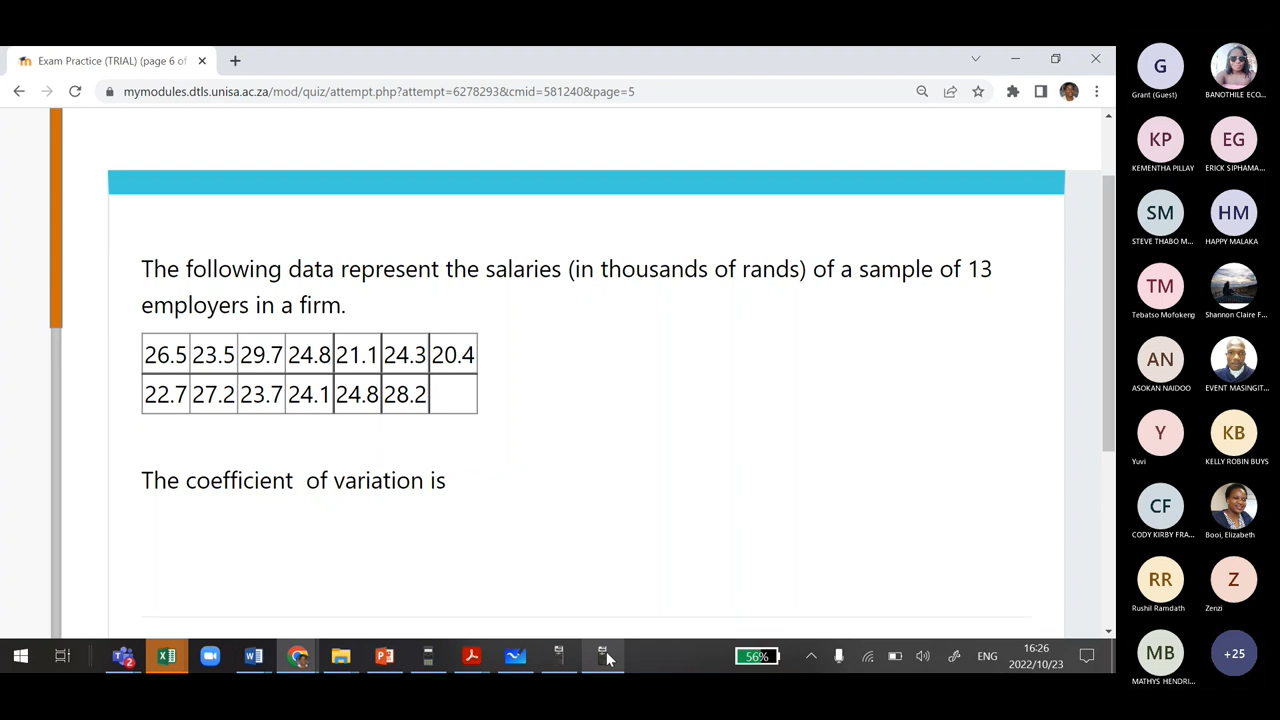 Exam Practice (TRIAL) (page 6 of
mymodules.dtls.unisa.ac.za/mod/quiz/attempt.php?attempt=6278293&cmid=581240&page=5
The following data represent the salaries (in thousands of rands) of a sample of 13
employers in a firm.
26.5 23.5 29.7 24.8 21.1 24.3 20.4
22.7 27.2 23.7 24.1 24.8 28.2
The coefficient of variation is
G
Grant (Guest) BANOTHILE ECO...
KP EG
KEMENTHA PILLAY ERICK SIPHAMA...
SM HM
STEVE THABO M... HAPPY MALAKA
TM
Tebatso Mofokeng Shannon Claire F...
AN
ASOKAN NAIDOO EVENT MASINGIT...
Y KB
Yuvi KELLY ROBIN BUYS
CF
CODY KIRBY FRA... Booi, Elizabeth
RR Z
Rushil Ramdath Zenzi
MB +25
MATHYS HENDRI...
2 56% ENG 16:26
2022/10/23